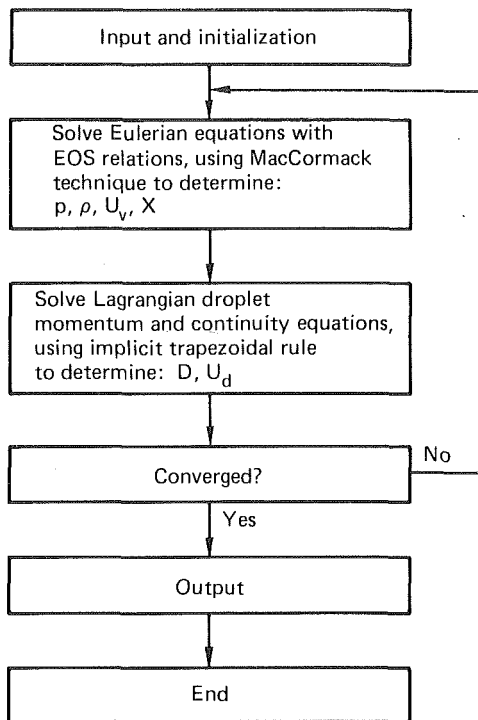 Input and initialization
Solve Eulerian equations with
EOS relations, using MacCormack
technique to determine:
p, ρ, U_v, X
Solve Lagrangian droplet
momentum and continuity equations,
using implicit trapezoidal rule
to determine: D, U_d
Converged?
No
Yes
Output
End